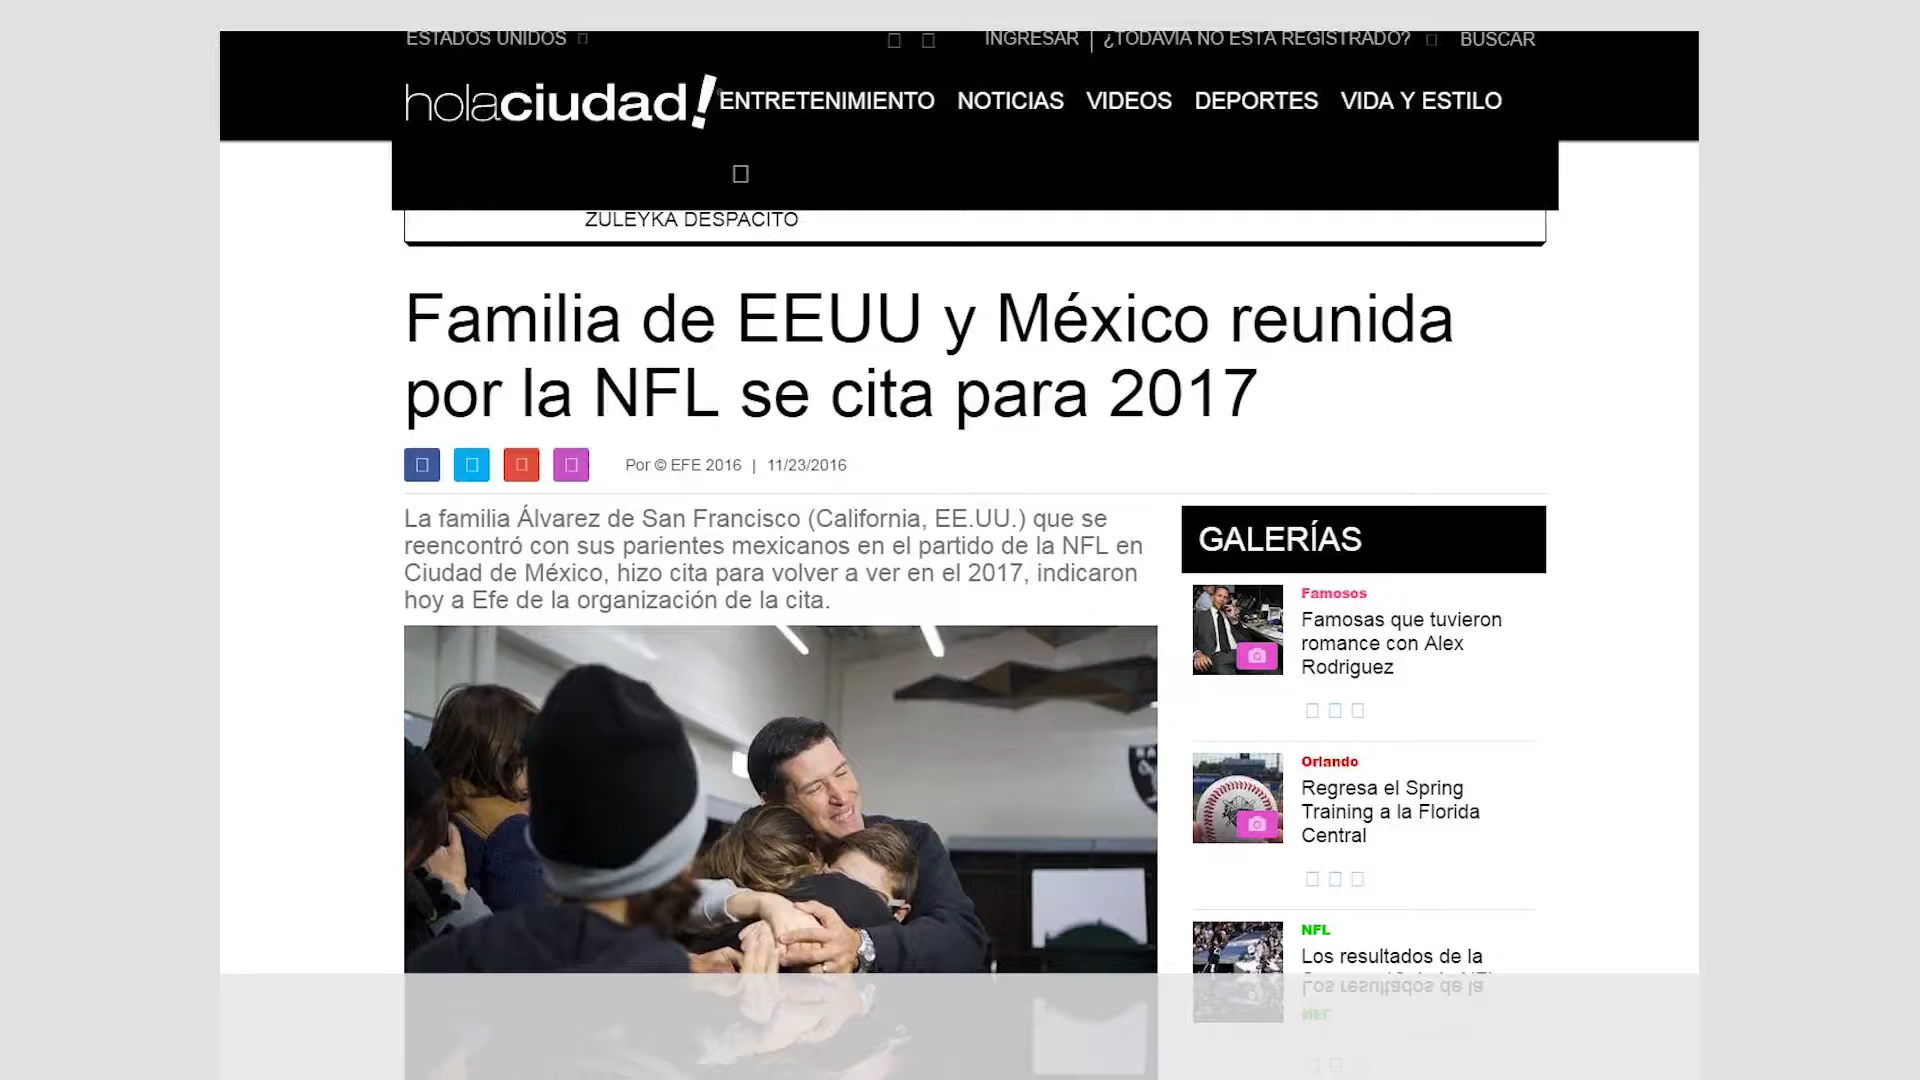 ESTADOS UNIDOS
INGRESAR | ¿TODAVIA NO ESTA REGISTRADO? BUSCAR
holaciudad! ENTRETENIMIENTO NOTICIAS VIDEOS DEPORTES VIDA Y ESTILO
ZULEYKA DESPACITO
Familia de EEUU y México reunida
por la NFL se cita para 2017
Por © EFE 2016 | 11/23/2016
La familia Álvarez de San Francisco (California, EE.UU.) que se
reencontró con sus parientes mexicanos en el partido de la NFL en
Ciudad de México, hizo cita para volver a ver en el 2017, indicaron
hoy a Efe de la organización de la cita.
GALERÍAS
Famosos
Famosas que tuvieron
romance con Alex
Rodriguez
Orlando
Regresa el Spring
Training a la Florida
Central
NFL
Los resultados de la